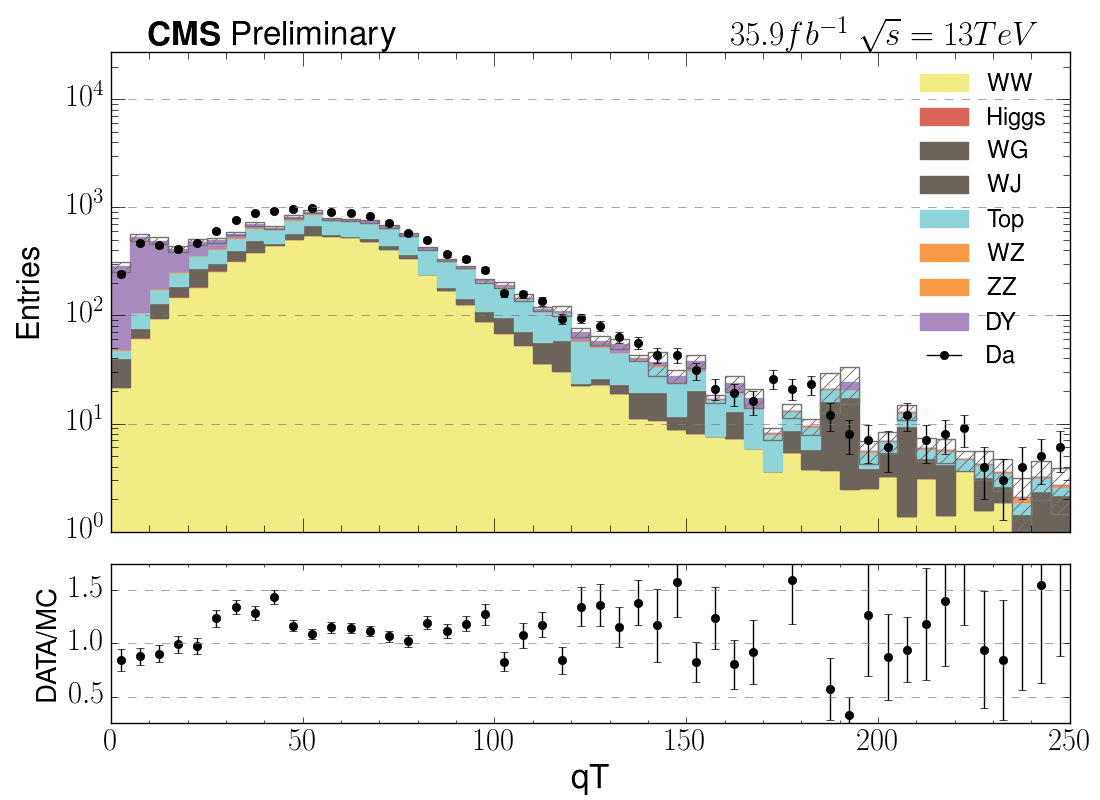 CMS Preliminary 35.9fb⁻¹ √s = 13TeV
WW
Higgs
WG
WJ
Top
WZ
ZZ
DY
Da
Entries
10⁴
10³
10²
10¹
10⁰
DATA/MC
1.5
1.0
0.5
0 50 100 150 200 250
qT